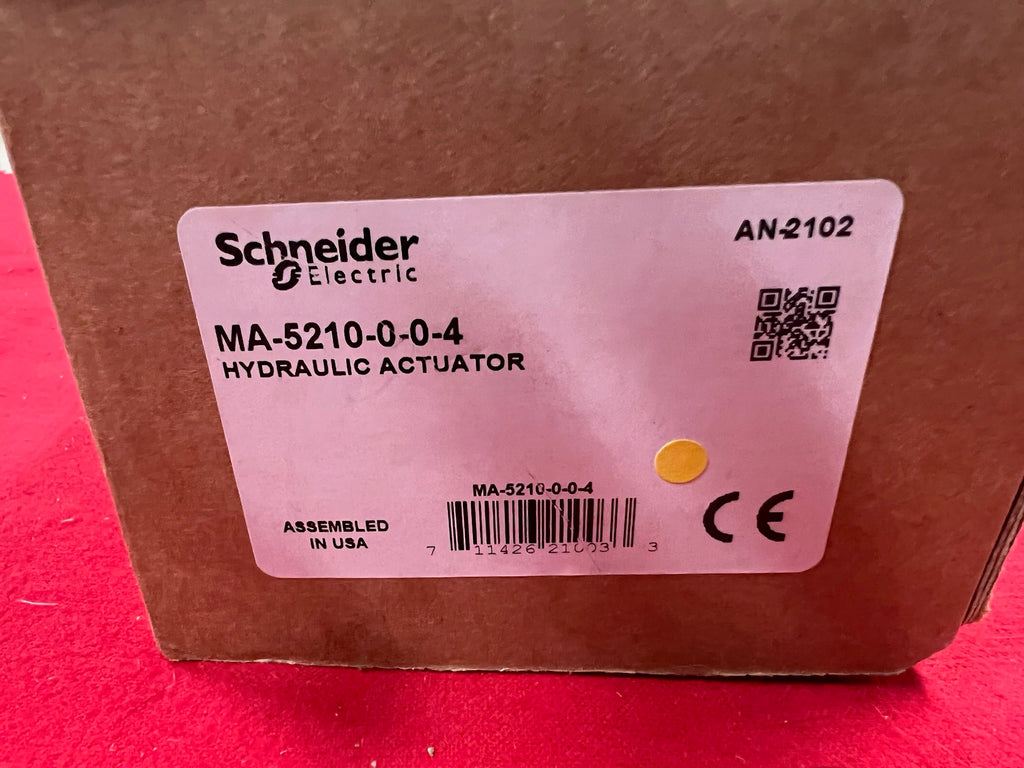 Schneider
Electric
AN-2102
MA-5210-0-0-4
HYDRAULIC ACTUATOR
MA-5210-0-0-4
ASSEMBLED
IN USA
7 11426 21003 3
CE